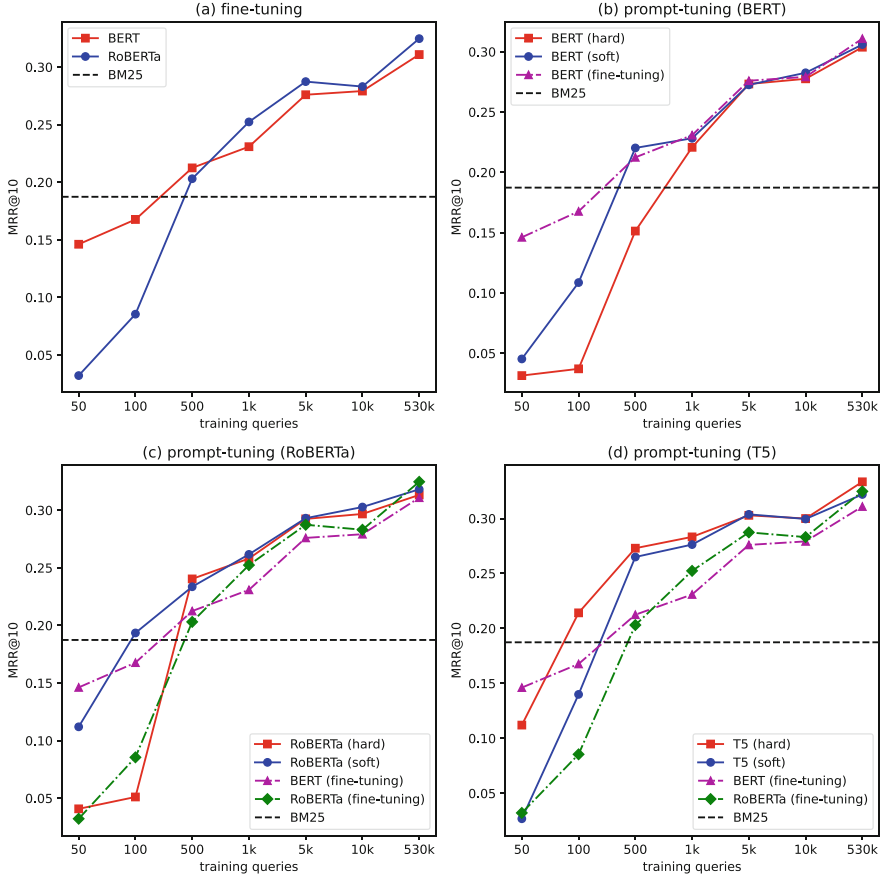 (a) fine-tuning
BERT
RoBERTa
BM25
MRR@10
0.30
0.25
0.20
0.15
0.10
0.05
50 100 500 1k 5k 10k 530k
training queries
(b) prompt-tuning (BERT)
BERT (hard)
BERT (soft)
BERT (fine-tuning)
BM25
MRR@10
0.30
0.25
0.20
0.15
0.10
0.05
50 100 500 1k 5k 10k 530k
training queries
(c) prompt-tuning (RoBERTa)
MRR@10
0.30
0.25
0.20
0.15
0.10
0.05
RoBERTa (hard)
RoBERTa (soft)
BERT (fine-tuning)
RoBERTa (fine-tuning)
BM25
50 100 500 1k 5k 10k 530k
training queries
(d) prompt-tuning (T5)
MRR@10
0.30
0.25
0.20
0.15
0.10
0.05
T5 (hard)
T5 (soft)
BERT (fine-tuning)
RoBERTa (fine-tuning)
BM25
50 100 500 1k 5k 10k 530k
training queries